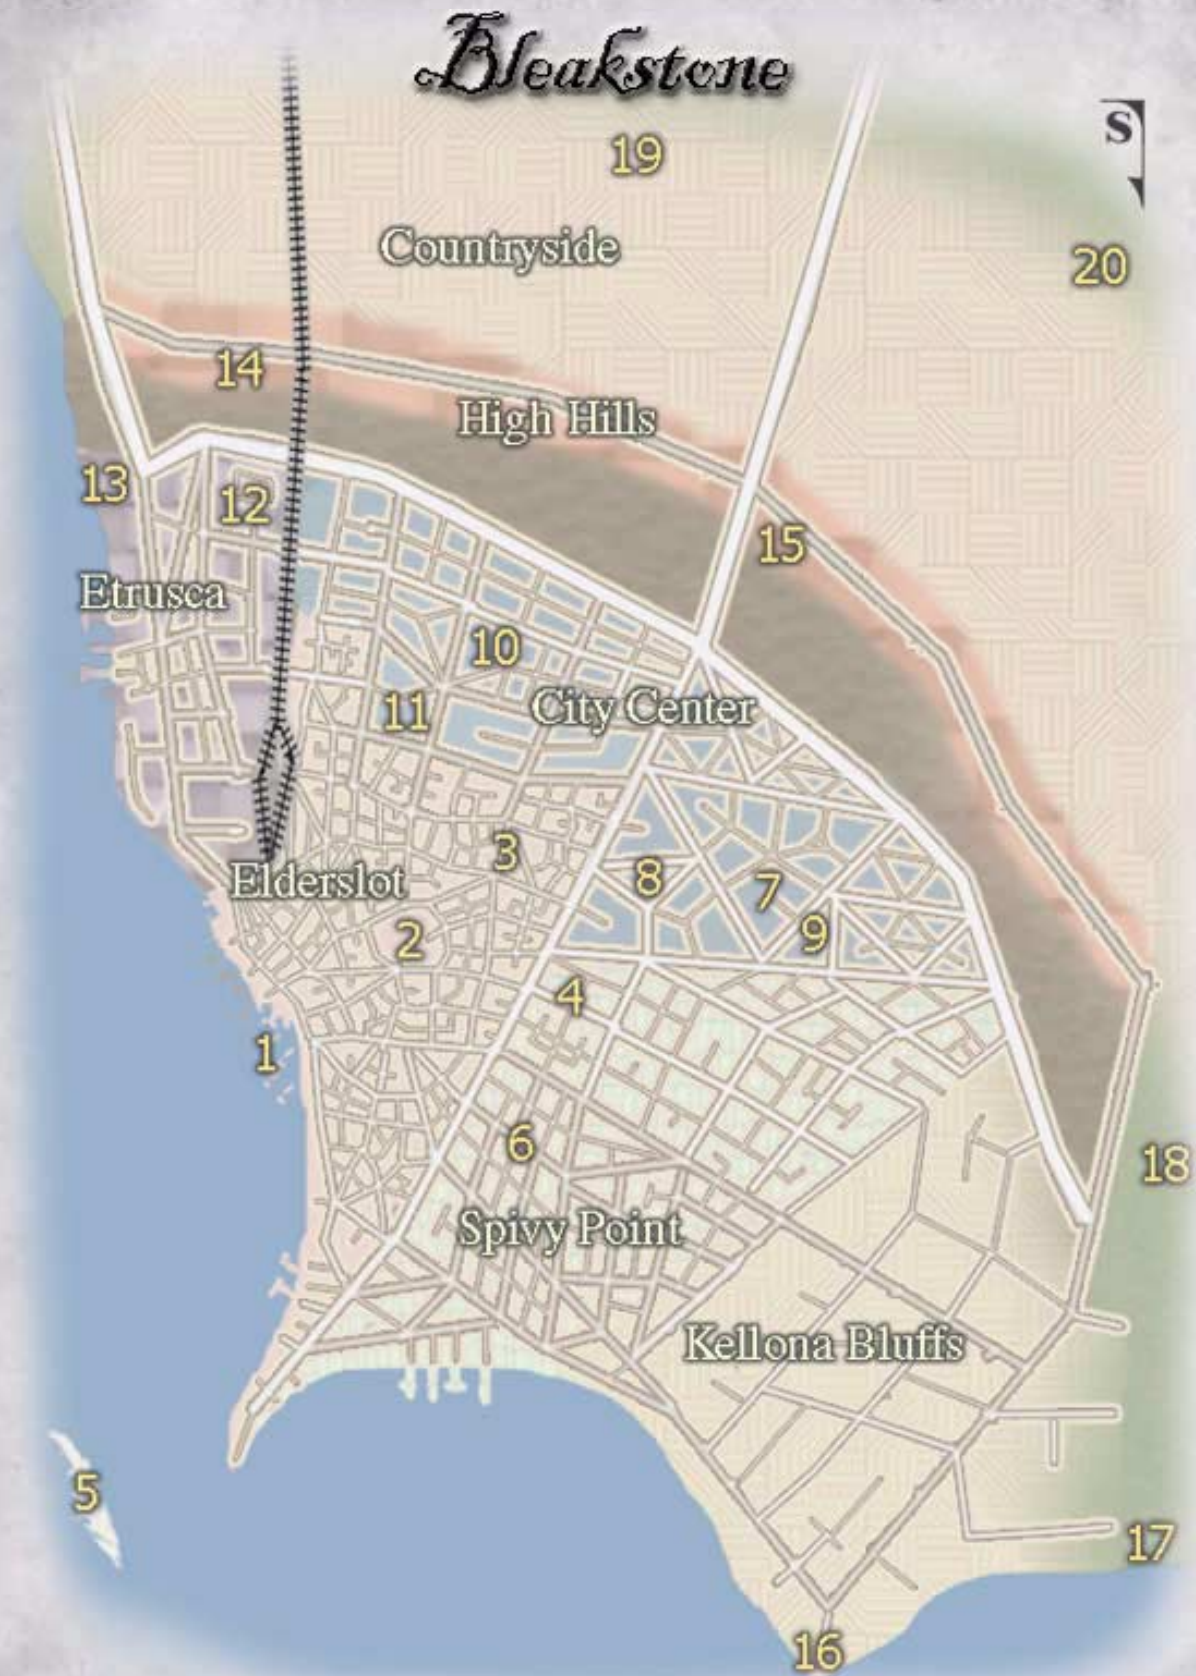 Bleakstone
S
19
Countryside
20
14
High Hills
13
12
15
Etrusca
10
11
City Center
3
8
7
Elderslot
9
2
4
1
6
18
Spivy Point
Kellona Bluffs
5
17
16